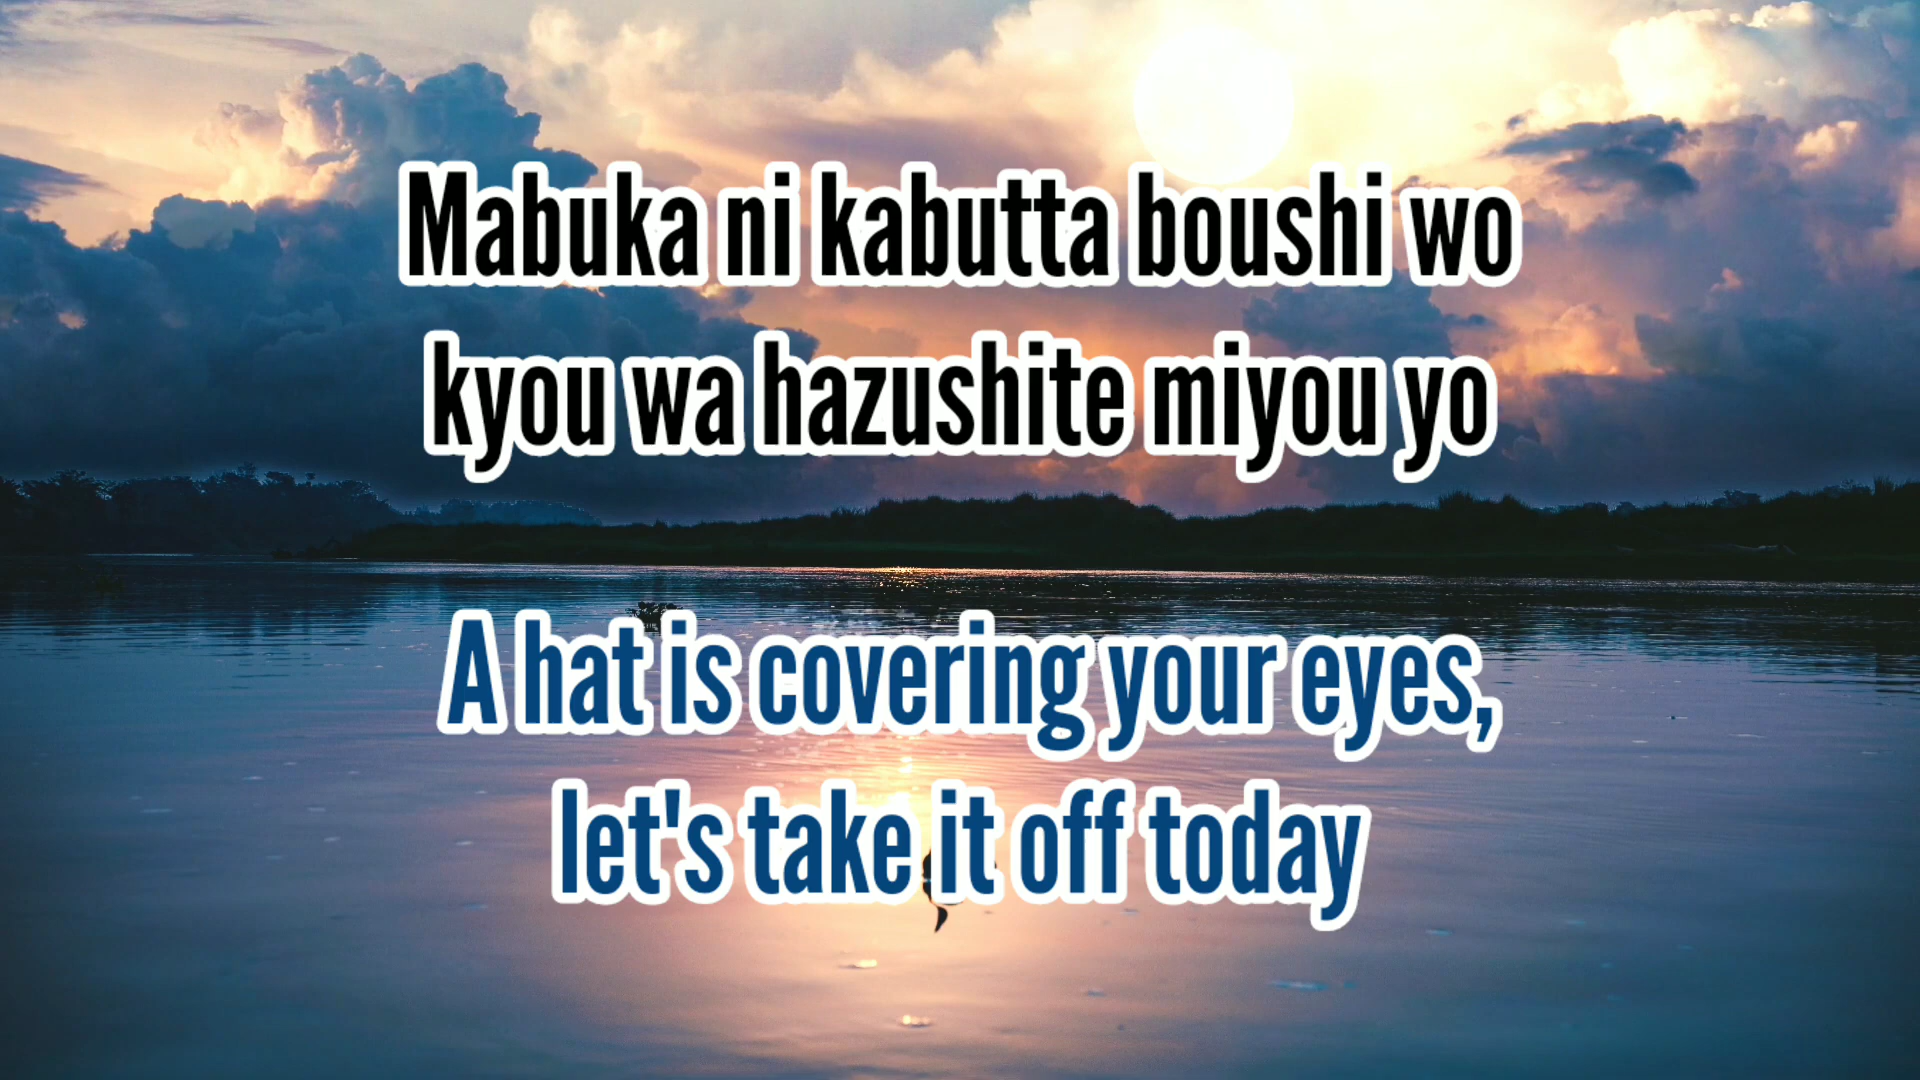 Mabuka ni kabutta boushi wo
kyou wa hazushite miyou yo
A hat is covering your eyes,
let's take it off today